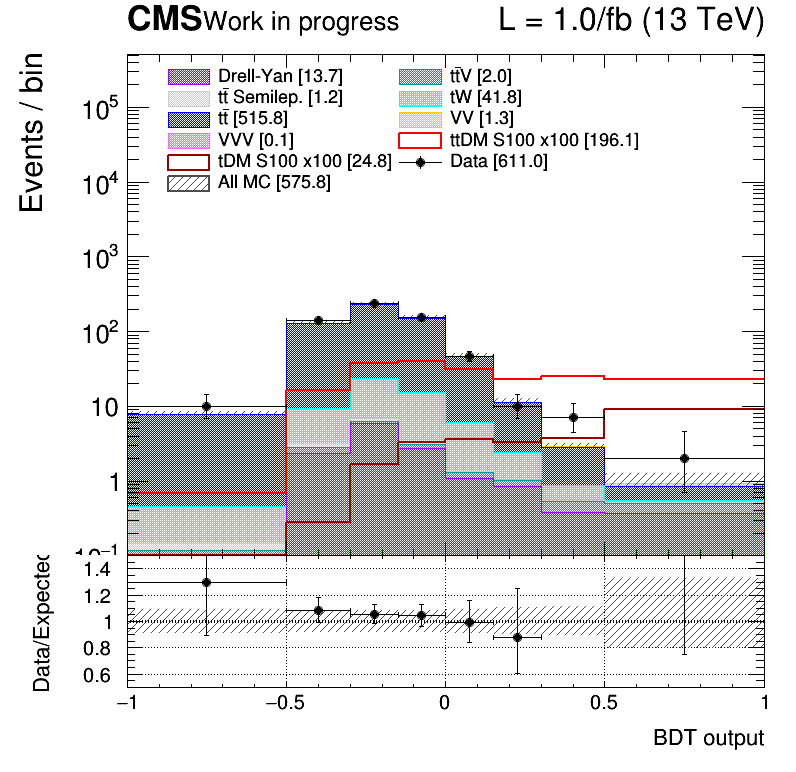 CMS Work in progress L = 1.0/fb (13 TeV)
Events / bin
Drell-Yan [13.7] tt̄V [2.0]
tt̄ Semilep. [1.2] tW [41.8]
tt̄ [515.8] VV [1.3]
VVV [0.1] ttDM S100 x100 [196.1]
tDM S100 x100 [24.8] Data [611.0]
All MC [575.8]
10⁵
10⁴
10³
10²
10
1
10⁻¹
Data/Expected
1.4
1.2
1
0.8
0.6
−1 −0.5 0 0.5 1
BDT output